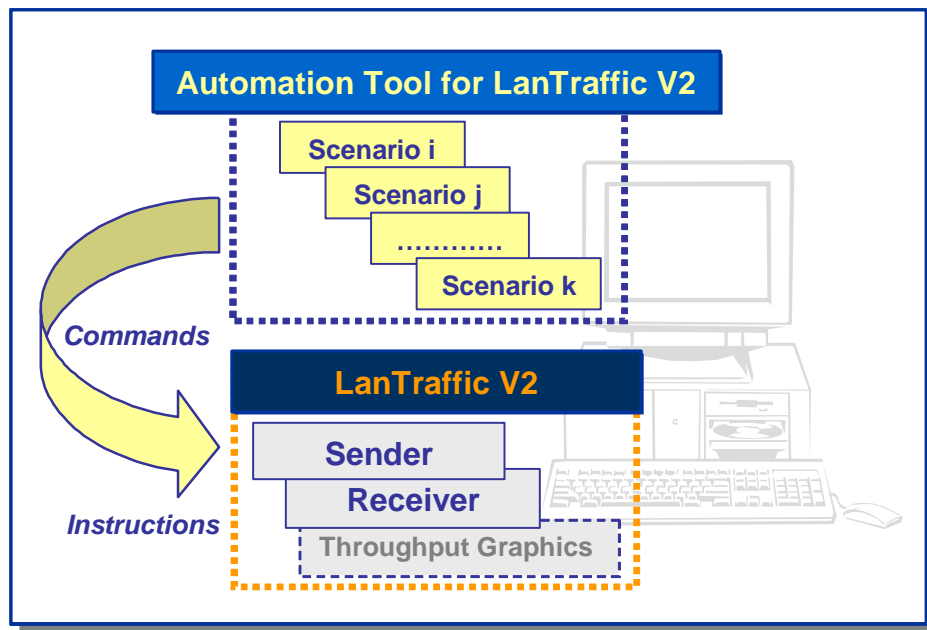 Automation Tool for LanTraffic V2
Scenario i
Scenario j
............
Scenario k
Commands
LanTraffic V2
Sender
Receiver
Instructions
Throughput Graphics